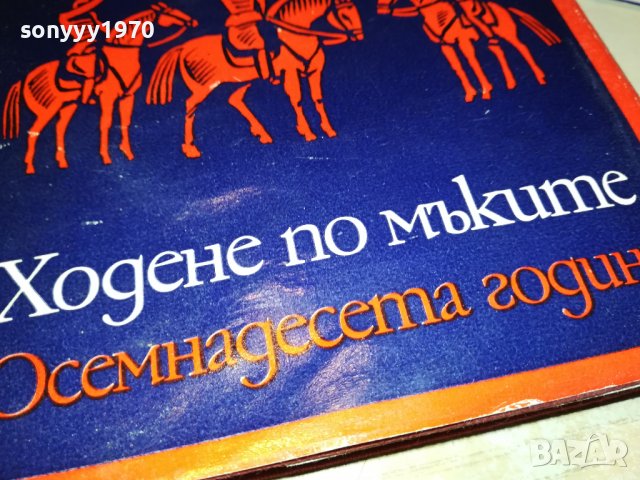 sonyyy1970
Ходене по мъките
Осемнадесета годин
BAZAR